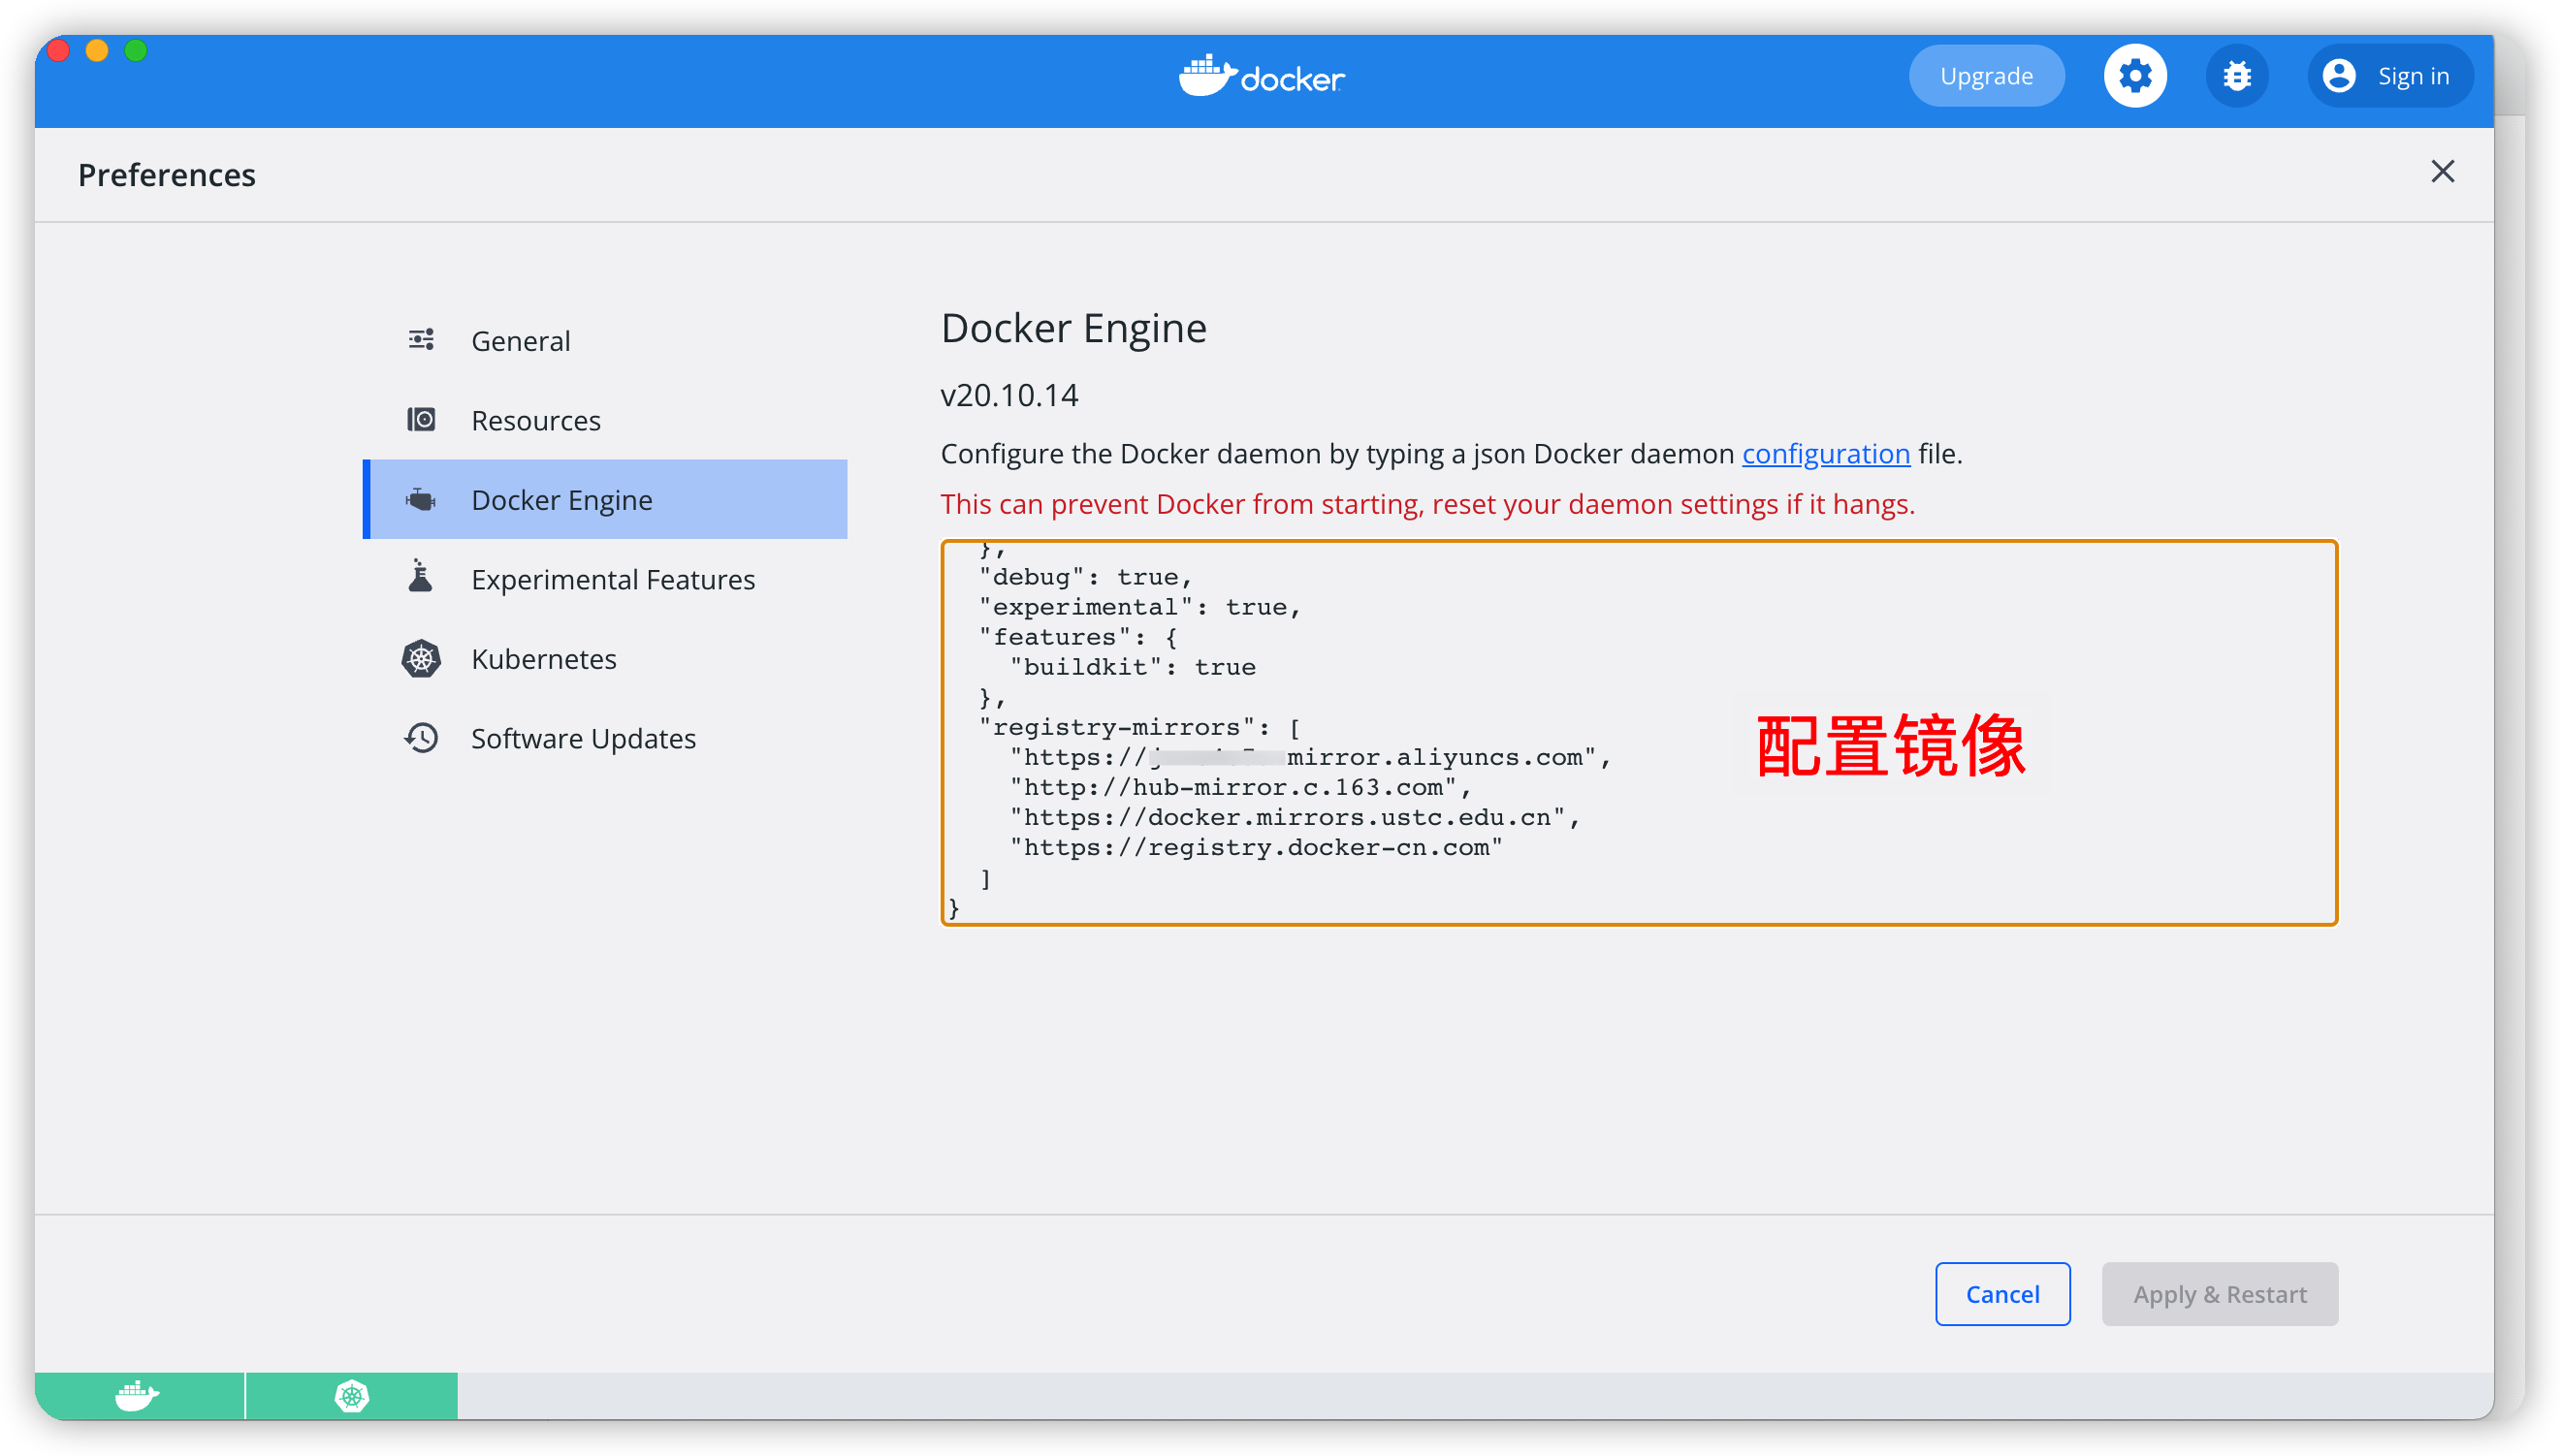 docker
Upgrade
Sign in
Preferences
General
Resources
Docker Engine
Experimental Features
Kubernetes
Software Updates
Docker Engine
v20.10.14
Configure the Docker daemon by typing a json Docker daemon configuration file.
This can prevent Docker from starting, reset your daemon settings if it hangs.
},
"debug": true,
"experimental": true,
"features": {
"buildkit": true
},
"registry-mirrors": [
"https:// mirror.aliyuncs.com",
"http://hub-mirror.c.163.com",
"https://docker.mirrors.ustc.edu.cn",
"https://registry.docker-cn.com"
]
}
配置镜像
Cancel
Apply & Restart